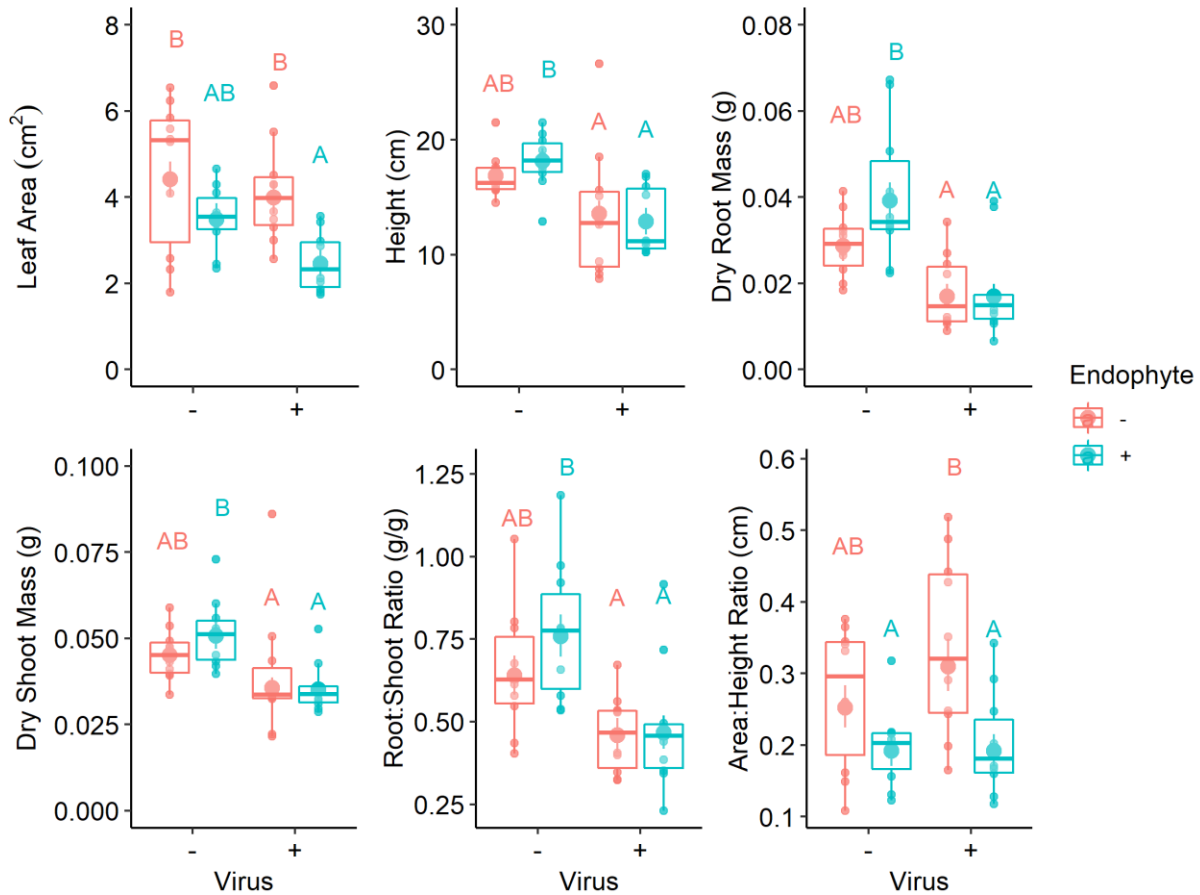 Leaf Area (cm²)
8
6
4
2
0
B
AB
B
A
-
+
Height (cm)
30
20
10
0
AB
B
A
A
-
+
Dry Root Mass (g)
0.08
0.06
0.04
0.02
0.00
AB
B
A
A
-
+
Endophyte
-
+
Dry Shoot Mass (g)
0.100
0.075
0.050
0.025
0.000
AB
B
A
A
-
+
Virus
Root:Shoot Ratio (g/g)
1.25
1.00
0.75
0.50
0.25
AB
B
A
A
-
+
Virus
Area:Height Ratio (cm)
0.6
0.5
0.4
0.3
0.2
0.1
AB
A
B
A
-
+
Virus